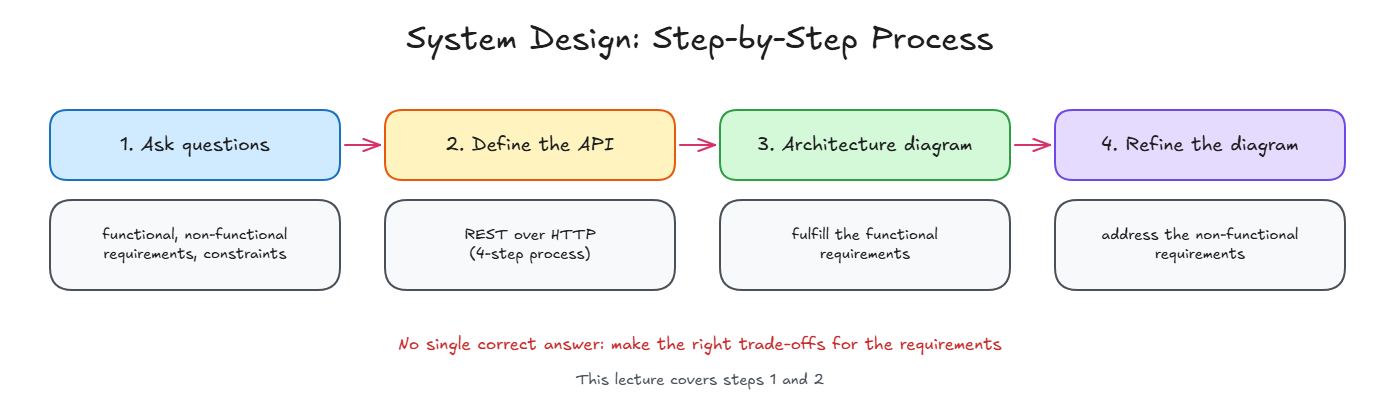 System Design: Step-by-Step Process
1. Ask questions
2. Define the API
3. Architecture diagram
4. Refine the diagram
functional, non-functional
requirements, constraints
REST over HTTP
(4-step process)
fulfill the functional
requirements
address the non-functional
requirements
No single correct answer: make the right trade-offs for the requirements
This lecture covers steps 1 and 2